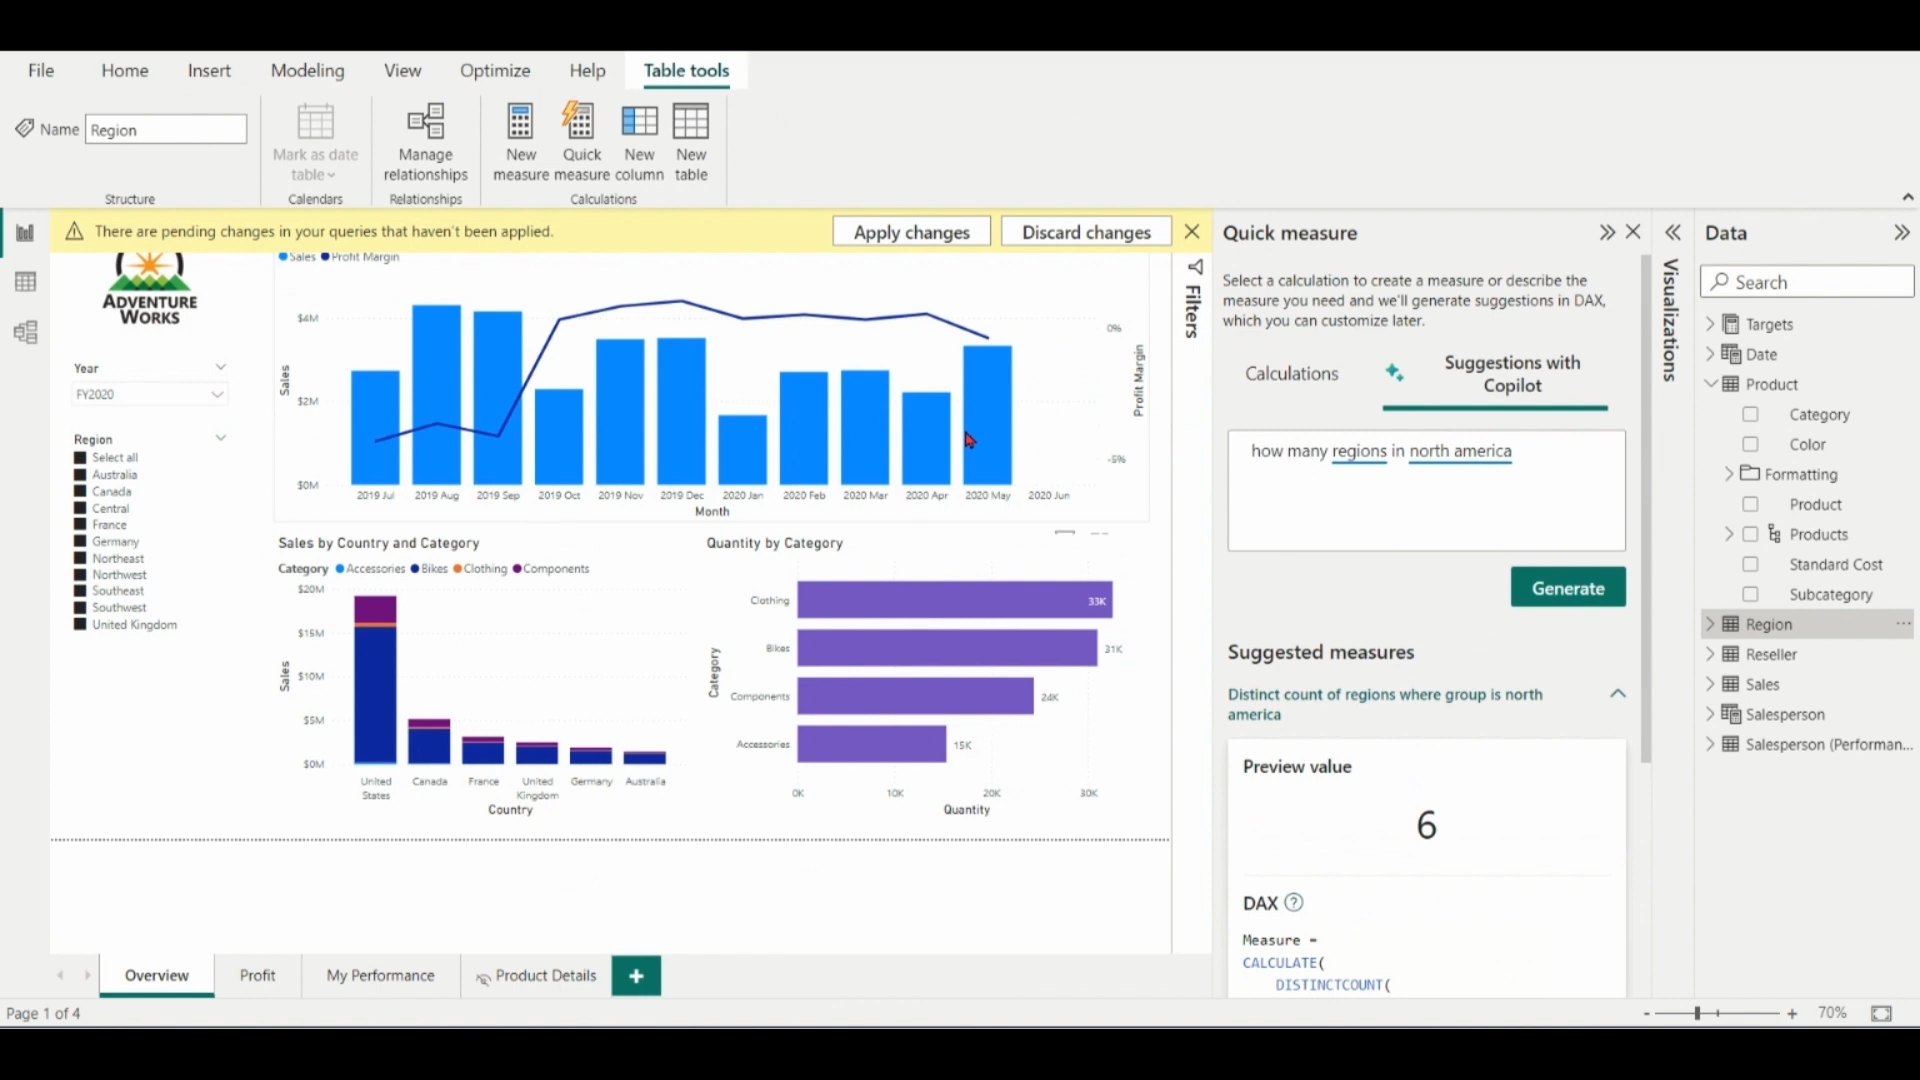 File Home Insert Modeling View Optimize Help Table tools
Name Region
Mark as date table
Manage relationships
New measure
Quick measure
New column
New table
Structure Calendars Relationships Calculations
There are pending changes in your queries that haven't been applied. Apply changes Discard changes
ADVENTURE
WORKS
Year
FY2020
Region
Select all
Australia
Canada
Central
France
Germany
Northeast
Northwest
Southeast
Southwest
United Kingdom
Sales Profit Margin
Sales
$4M
$2M
$0M
0%
-5%
Profit Margin
2019 Jul 2019 Aug 2019 Sep 2019 Oct 2019 Nov 2019 Dec 2020 Jan 2020 Feb 2020 Mar 2020 Apr 2020 May 2020 Jun
Month
Sales by Country and Category
Category Accessories Bikes Clothing Components
Sales
$20M
$15M
$10M
$5M
$0M
United States
Canada
France
United Kingdom
Germany
Australia
Country
Quantity by Category
Category
Clothing 33K
Bikes 31K
Components 24K
Accessories 15K
0K 10K 20K 30K
Quantity
Filters
Quick measure
Select a calculation to create a measure or describe the
measure you need and we'll generate suggestions in DAX,
which you can customize later.
Calculations
Suggestions with
Copilot
how many regions in north america
Generate
Suggested measures
Distinct count of regions where group is north
america
Preview value
6
DAX
Measure =
CALCULATE(
DISTINCTCOUNT(
Visualizations
Data
Search
Targets
Date
Product
Category
Color
Formatting
Product
Products
Standard Cost
Subcategory
Region
Reseller
Sales
Salesperson
Salesperson (Performan...
Overview Profit My Performance Product Details
Page 1 of 4
70%